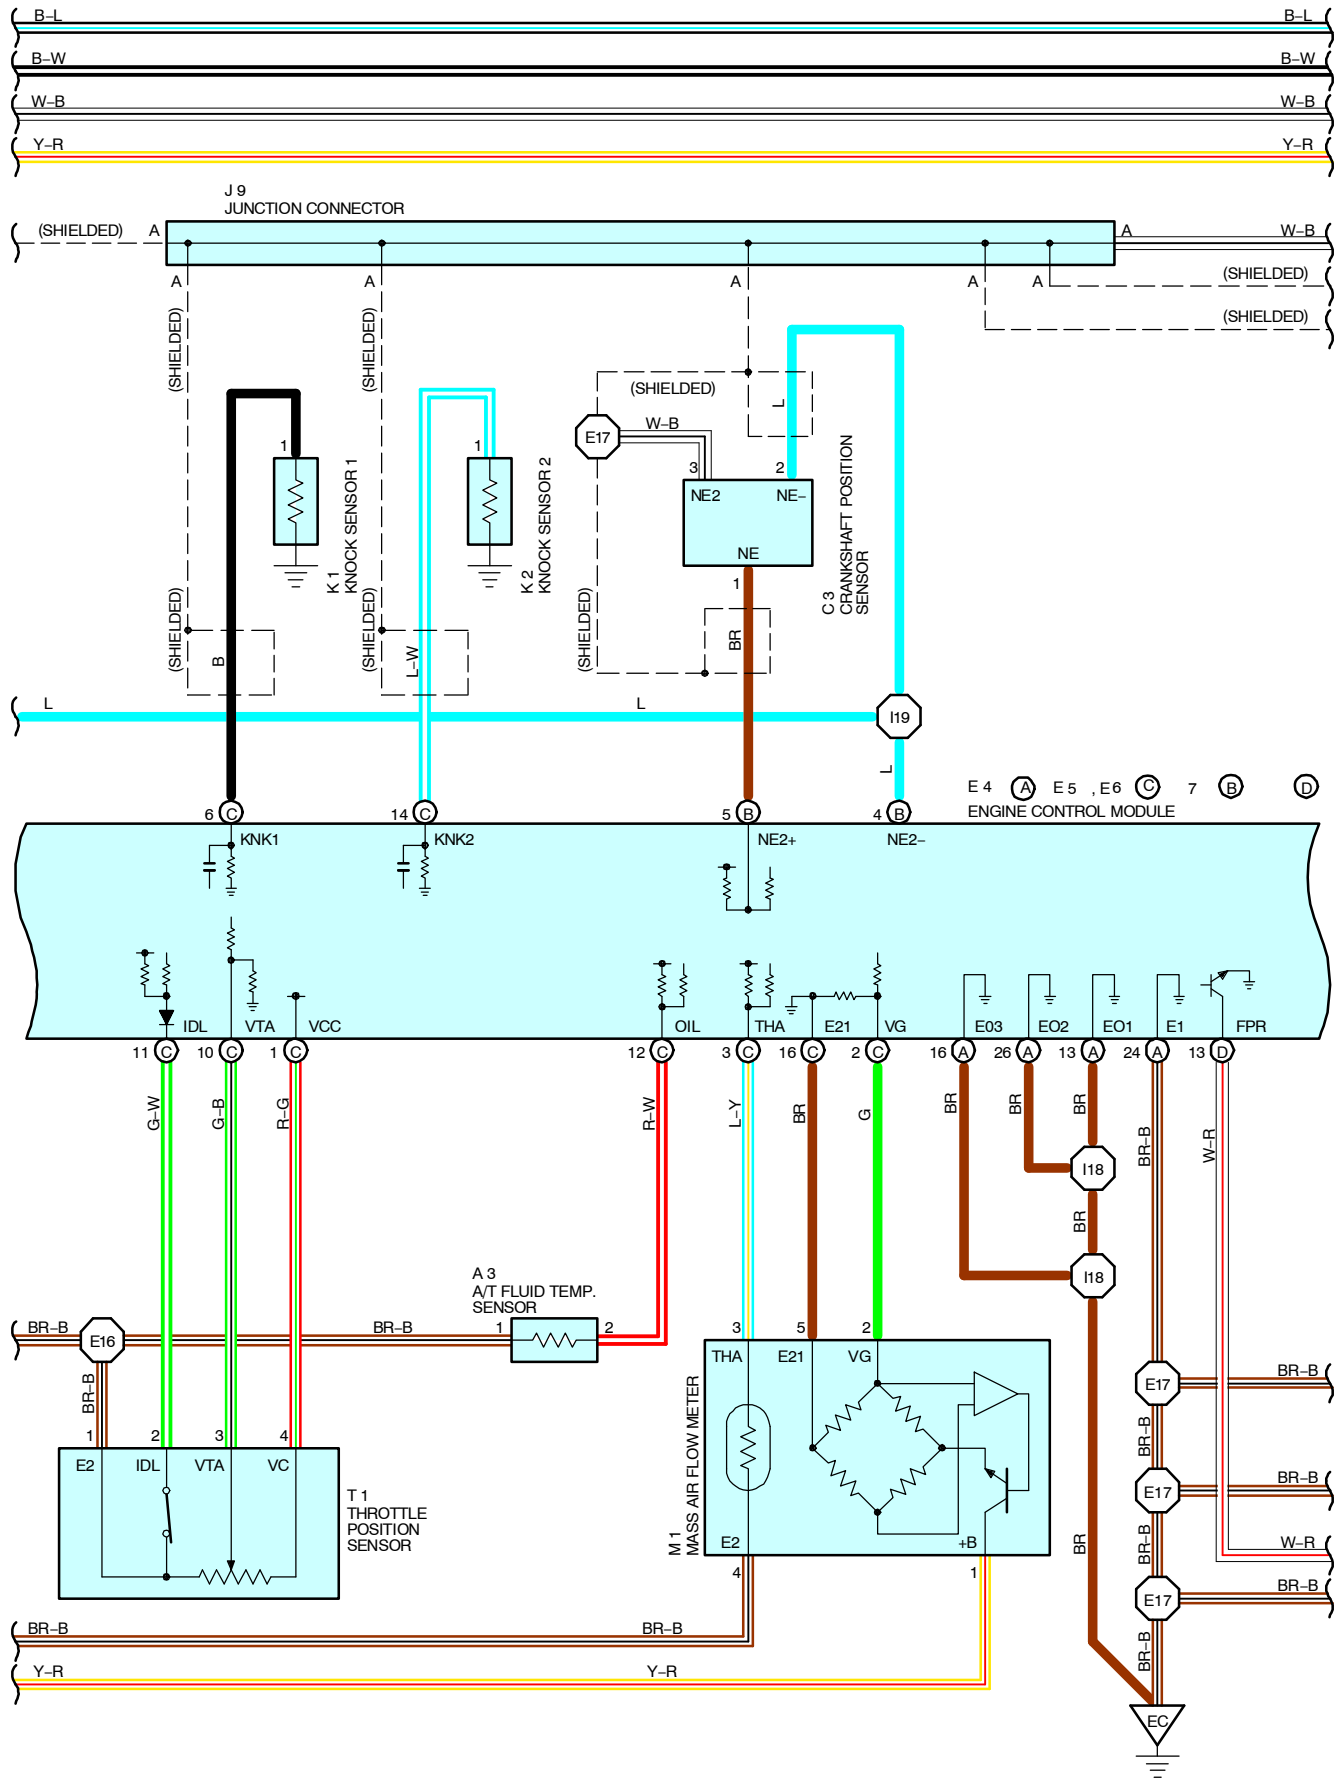 B-L B-L
B-W B-W
W-B W-B
Y-R Y-R
J 9
JUNCTION CONNECTOR
(SHIELDED) A A W-B
A A A A A (SHIELDED)
(SHIELDED)
(SHIELDED)
(SHIELDED)
(SHIELDED)
L
E17
W-B
1
1
3 2
NE2 NE-
NE
1
K 1
KNOCK SENSOR 1
K 2
KNOCK SENSOR 2
C 3
CRANKSHAFT POSITION
SENSOR
(SHIELDED)
B
(SHIELDED)
L-W
(SHIELDED)
BR
L L I19
L
E 4 A E 5 , E 6 C 7 B D
ENGINE CONTROL MODULE
6 C 14 C 5 B 4 B
KNK1 KNK2 NE2+ NE2-
IDL VTA VCC OIL THA E21 VG E03 EO2 EO1 E1 FPR
11 C 10 C 1 C 12 C 3 C 16 C 2 C 16 A 26 A 13 A 24 A 13 D
G-W G-B R-G R-W L-Y BR G BR BR BR BR-B W-R
I18
BR
I18
A 3
A/T FLUID TEMP.
SENSOR
BR-B E16 BR-B 1 2
BR-B
1 2 3 4
E2 IDL VTA VC
T 1
THROTTLE
POSITION
SENSOR
3 5 2
THA E21 VG
E2 +B
4 1
M 1
MASS AIR FLOW METER
E17 BR-B
BR-B
E17 BR-B
BR BR-B
W-R
E17 BR-B
BR-B
BR-B BR-B
Y-R Y-R
EC